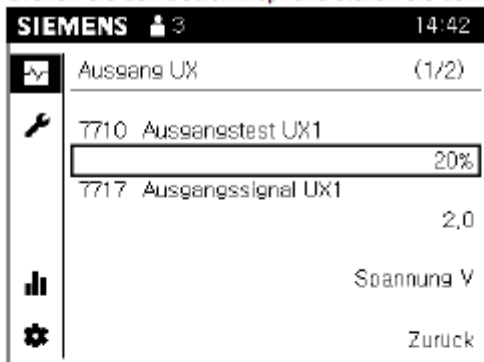 SIEMENS 3 14:42
Ausgang UX (1/2)
7710 Ausgangstest UX1
20%
7717 Ausgangssignal UX1
2,0
Spannung V
Zurück